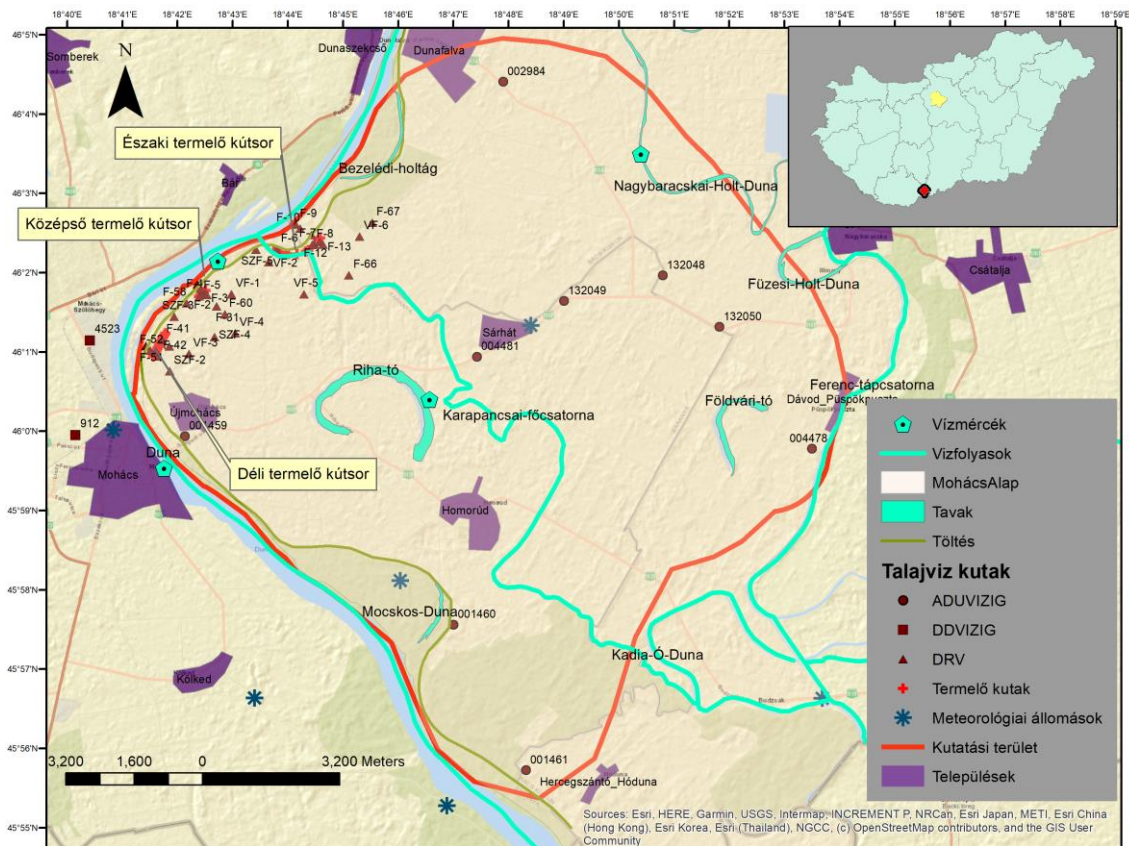 18°40'E 18°41'E 18°42'E 18°43'E 18°44'E 18°45'E 18°46'E 18°47'E 18°48'E 18°49'E 18°50'E 18°51'E 18°52'E 18°53'E 18°54'E 18°55'E 18°56'E 18°57'E 18°58'E 18°59'E
46°5'N
46°4'N
46°3'N
46°2'N
46°1'N
46°0'N
45°59'N
45°58'N
45°57'N
45°56'N
45°55'N
N
Somberek
Dunaszekcső
Dunafalva
002984
Északi termelő kútsor
Bezelédi-holtág
Nagybaracskai-Holt-Duna
Bár
Középső termelő kútsor
F-9
F-67
VF-6
F-8
F-6
F-13
F-12
VF-2
F-66
VF-5
F-5
VF-1
F-60
F-2
VF-4
SZF-4
F-41
F-42
VF-3
SZF-2
F-52
F-51
132048
132049
132050
Füzesi-Holt-Duna
Csátalja
4523
Sárhát
004481
Riha-tó
Karapancsai-főcsatorna
Földvári-tó
Ferenc-tápcsatorna
Dávod_Püspökpuszta
Újmohács
001459
912
Mohács
Duna
Déli termelő kútsor
004478
Homorúd
Mocskos-Duna
001460
Kadia-Ó-Duna
Kölked
001461
Hercegszántó_Hóduna
3,200 1,600 0 3,200 Meters
Vízmércék
Vizfolyasok
MohácsAlap
Tavak
Töltés
Talajviz kutak
ADUVIZIG
DDVIZIG
DRV
Termelő kutak
Meteorológiai állomások
Kutatási terület
Települések
Sources: Esri, HERE, Garmin, USGS, Intermap, INCREMENT P, NRCan, Esri Japan, METI, Esri China
(Hong Kong), Esri Korea, Esri (Thailand), NGCC, (c) OpenStreetMap contributors, and the GIS User
Community